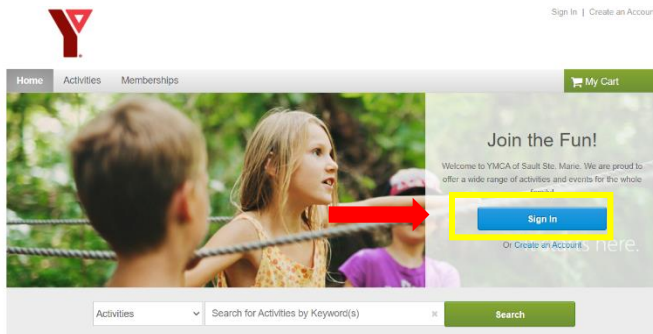 Sign In | Create an Accoun
Home Activities Memberships My Cart
Join the Fun!
Welcome to YMCA of Sault Ste. Marie. We are proud to
offer a wide range of activities and events for the whole
Sign In
Or Create an Account
here.
Activities Search for Activities by Keyword(s) × Search